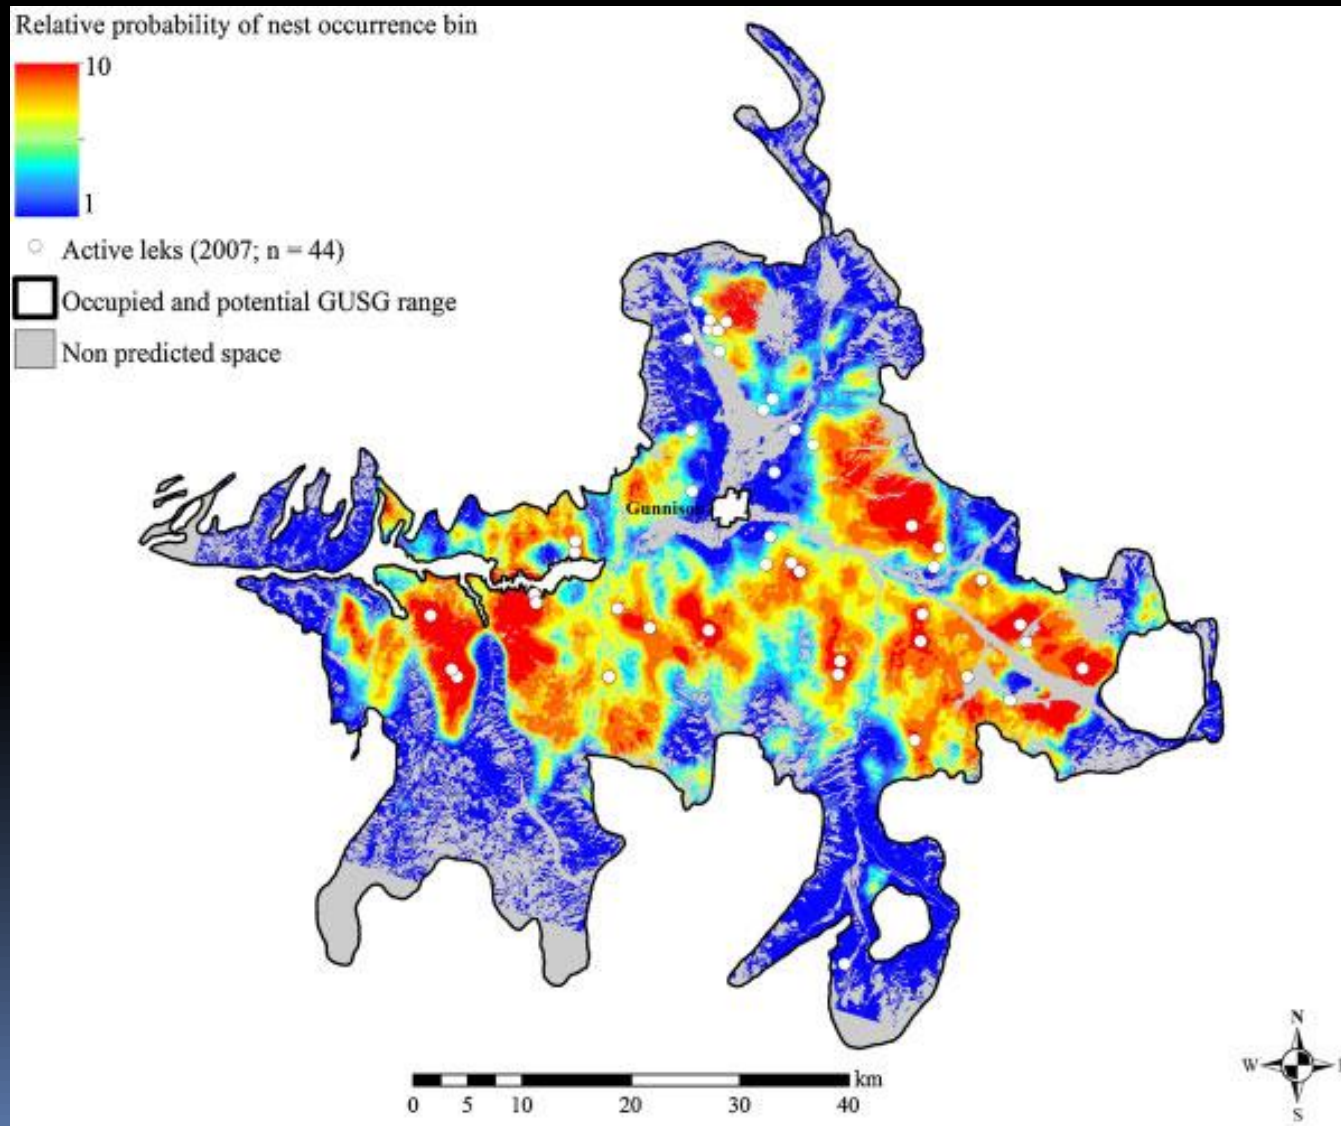 Relative probability of nest occurrence bin
10
1
Active leks (2007; n = 44)
Occupied and potential GUSG range
Non predicted space
Gunnison
km
0 5 10 20 30 40
N
W
S